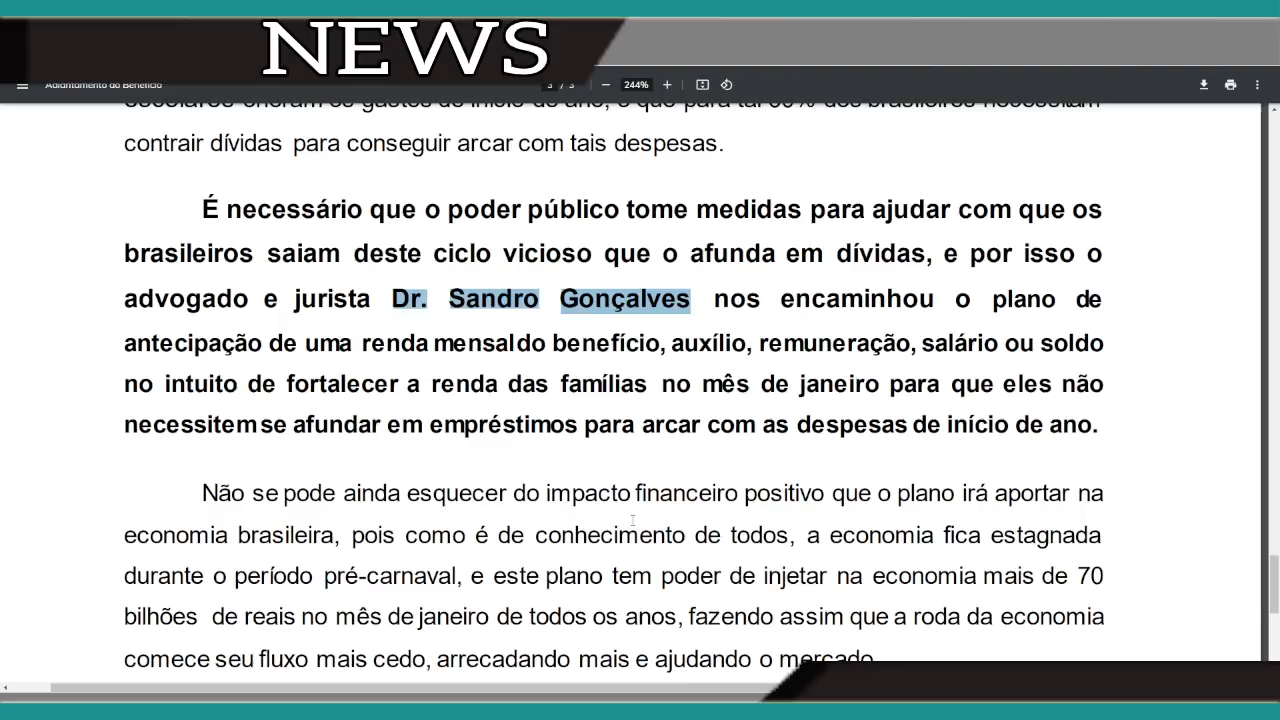 NEWS
Adiantamento do Benefício 3 / 3 244%
contrair dívidas para conseguir arcar com tais despesas.
É necessário que o poder público tome medidas para ajudar com que os
brasileiros saiam deste ciclo vicioso que o afunda em dívidas, e por isso o
advogado e jurista Dr. Sandro Gonçalves nos encaminhou o plano de
antecipação de uma renda mensal do benefício, auxílio, remuneração, salário ou soldo
no intuito de fortalecer a renda das famílias no mês de janeiro para que eles não
necessitem se afundar em empréstimos para arcar com as despesas de início de ano.
Não se pode ainda esquecer do impacto financeiro positivo que o plano irá aportar na
economia brasileira, pois como é de conhecimento de todos, a economia fica estagnada
durante o período pré-carnaval, e este plano tem poder de injetar na economia mais de 70
bilhões de reais no mês de janeiro de todos os anos, fazendo assim que a roda da economia
comece seu fluxo mais cedo, arrecadando mais e ajudando o mercado